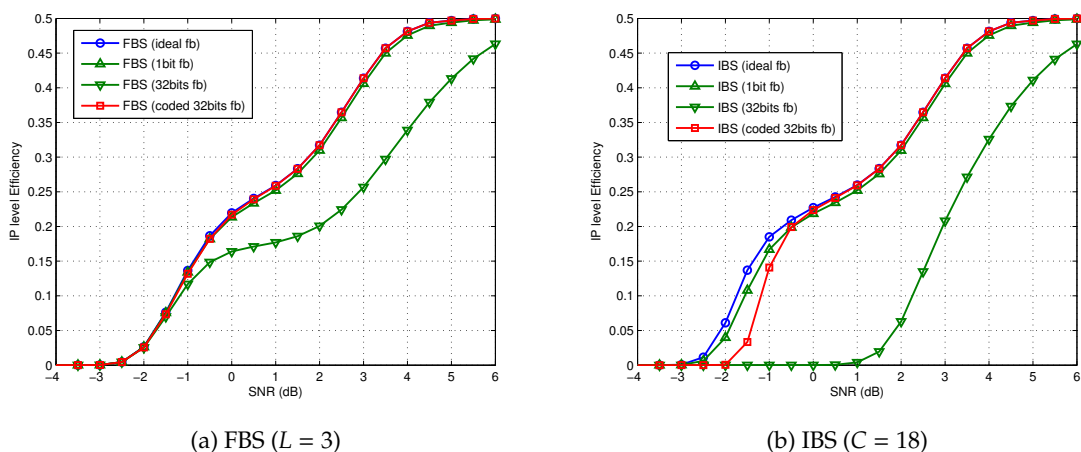 0.5
0.45
0.4
0.35
0.3
0.25
0.2
0.15
0.1
0.05
0
IP level Efficiency
FBS (ideal fb)
FBS (1bit fb)
FBS (32bits fb)
FBS (coded 32bits fb)
−4 −3 −2 −1 0 1 2 3 4 5 6
SNR (dB)
(a) FBS (L = 3)
0.5
0.45
0.4
0.35
0.3
0.25
0.2
0.15
0.1
0.05
0
IP level Efficiency
IBS (ideal fb)
IBS (1bit fb)
IBS (32bits fb)
IBS (coded 32bits fb)
−4 −3 −2 −1 0 1 2 3 4 5 6
SNR (dB)
(b) IBS (C = 18)